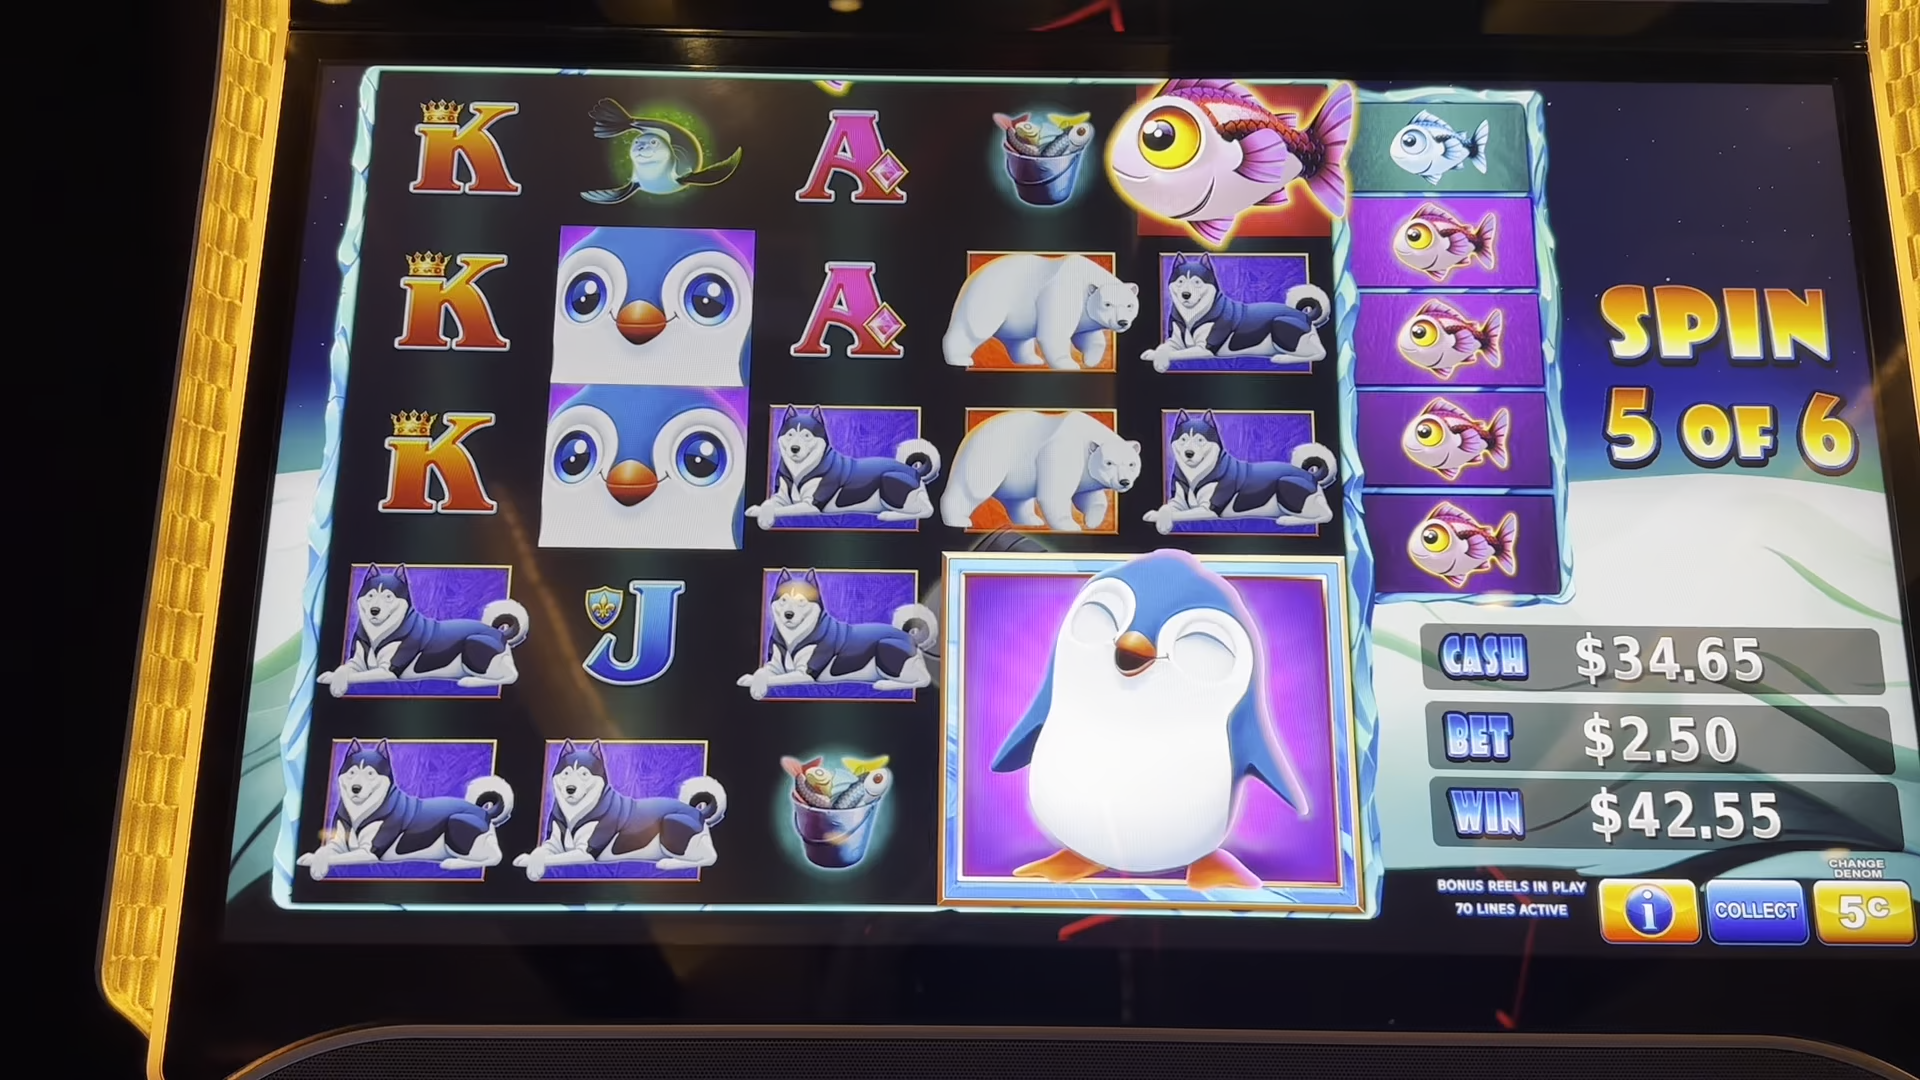 K
A
K
A
K
J
SPIN
5 OF 6
CASH $34.65
BET $2.50
WIN $42.55
BONUS REELS IN PLAY
70 LINES ACTIVE
i
COLLECT
CHANGE
DENOM
5¢